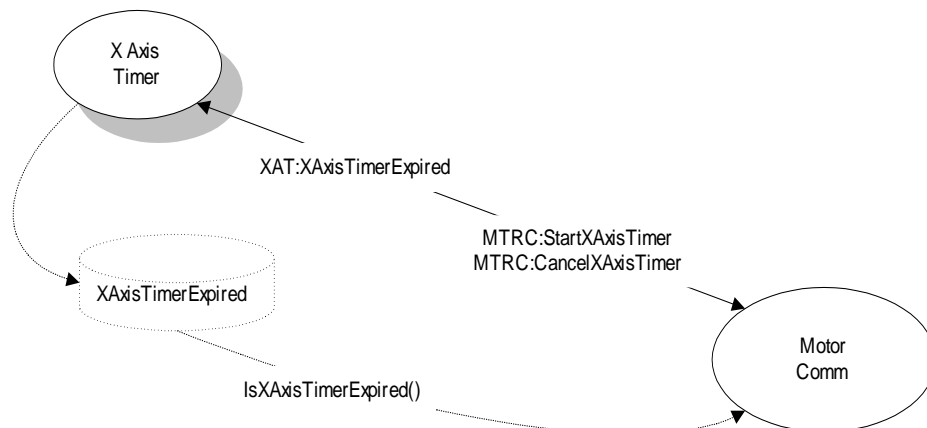 X Axis
Timer
XAT:XAxisTimerExpired
MTRC:StartXAxisTimer
MTRC:CancelXAxisTimer
XAxisTimerExpired
Motor
Comm
IsXAxisTimerExpired()